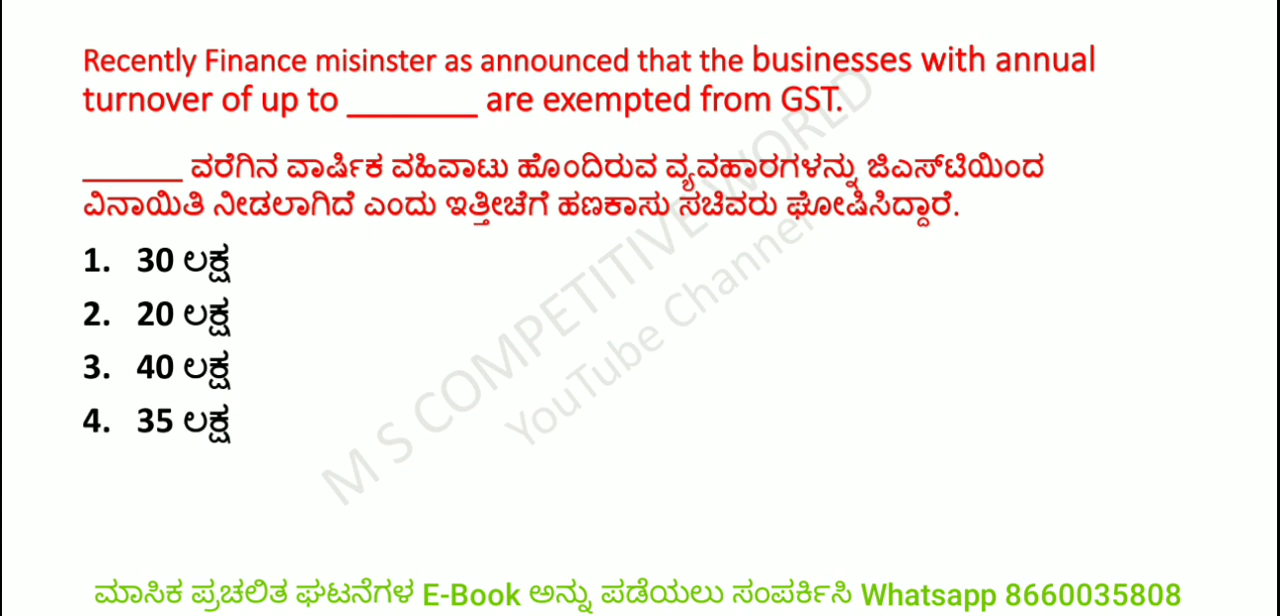 Recently Finance misinster as announced that the businesses with annual
turnover of up to ________ are exempted from GST.
______ ವರೆಗಿನ ವಾರ್ಷಿಕ ವಹಿವಾಟು ಹೊಂದಿರುವ ವ್ಯವಹಾರಗಳನ್ನು ಜಿಎಸ್‌ಟಿಯಿಂದ
ವಿನಾಯಿತಿ ನೀಡಲಾಗಿದೆ ಎಂದು ಇತ್ತೀಚೆಗೆ ಹಣಕಾಸು ಸಚಿವರು ಘೋಷಿಸಿದ್ದಾರೆ.
1. 30 ಲಕ್ಷ
2. 20 ಲಕ್ಷ
3. 40 ಲಕ್ಷ
4. 35 ಲಕ್ಷ
M S COMPETITIVE WORLD
YouTube Channel
ಮಾಸಿಕ ಪ್ರಚಲಿತ ಘಟನೆಗಳ E-Book ಅನ್ನು ಪಡೆಯಲು ಸಂಪರ್ಕಿಸಿ Whatsapp 8660035808